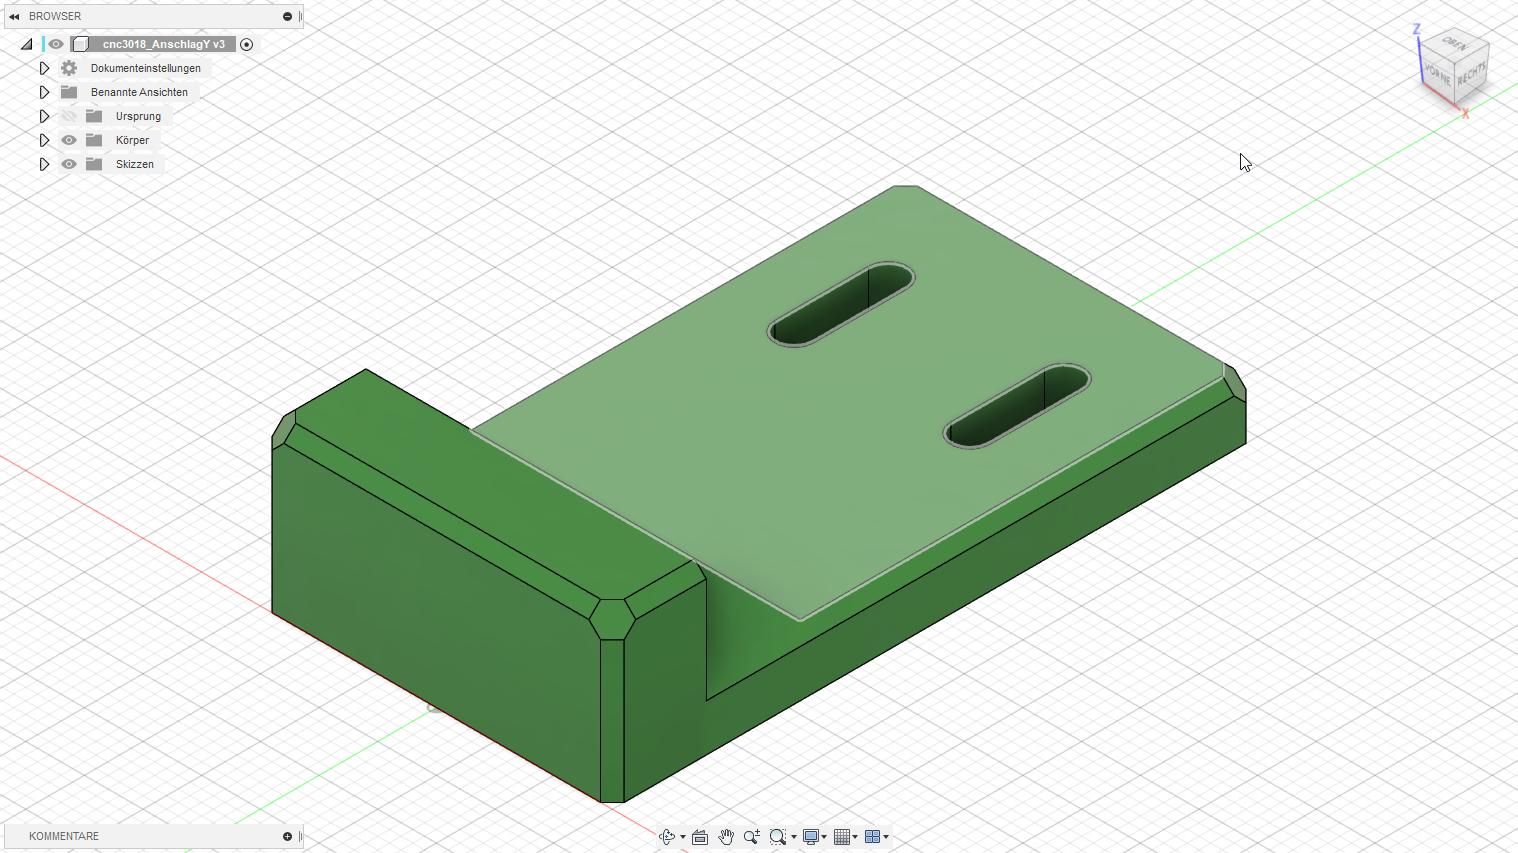 BROWSER
cnc3018_AnschlagY v3
Dokumenteinstellungen
Benannte Ansichten
Ursprung
Körper
Skizzen
Z
OBEN
VORNE
RECHTS
X
KOMMENTARE